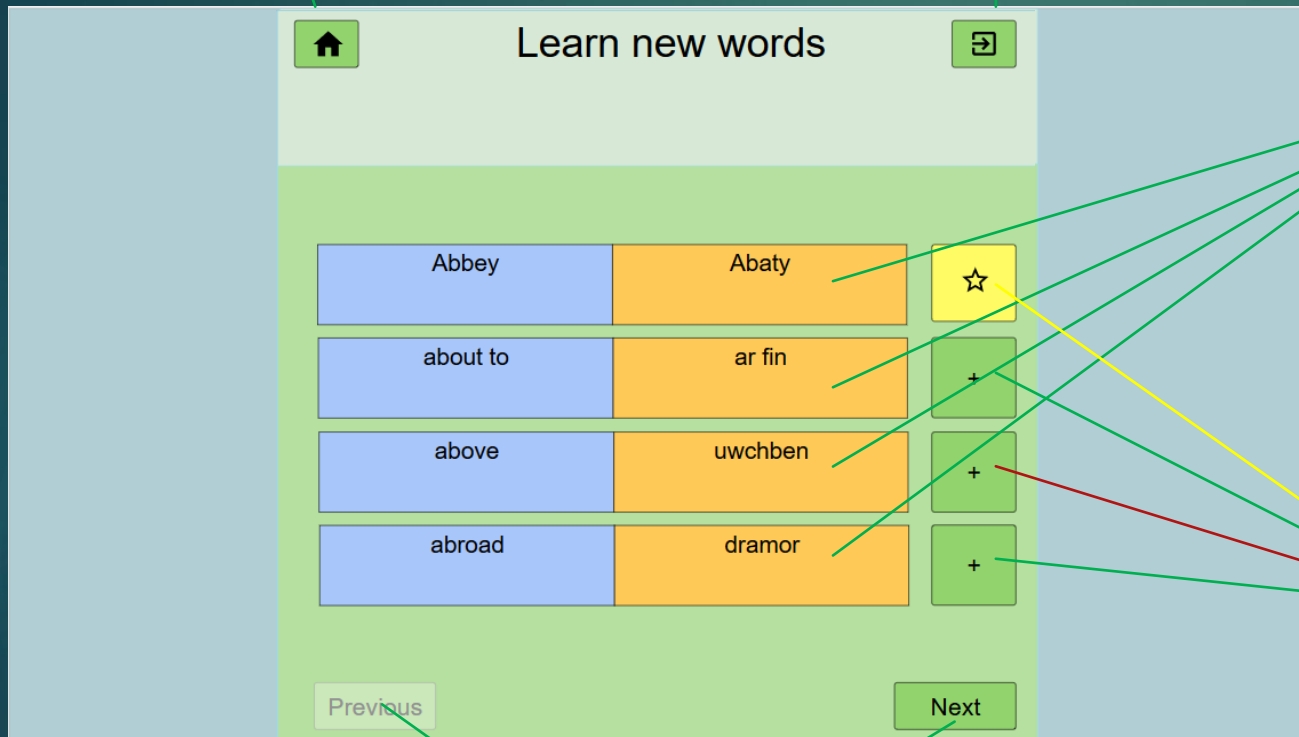 Learn new words
Abbey Abaty
about to ar fin +
above uwchben +
abroad dramor +
Previous Next